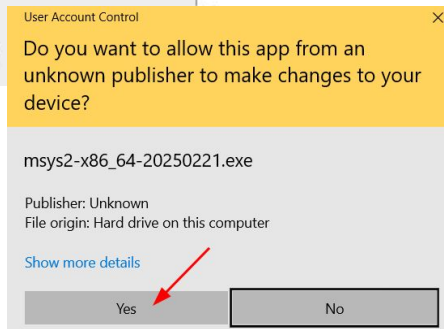 User Account Control
Do you want to allow this app from an
unknown publisher to make changes to your
device?
msys2-x86_64-20250221.exe
Publisher: Unknown
File origin: Hard drive on this computer
Show more details
Yes
No